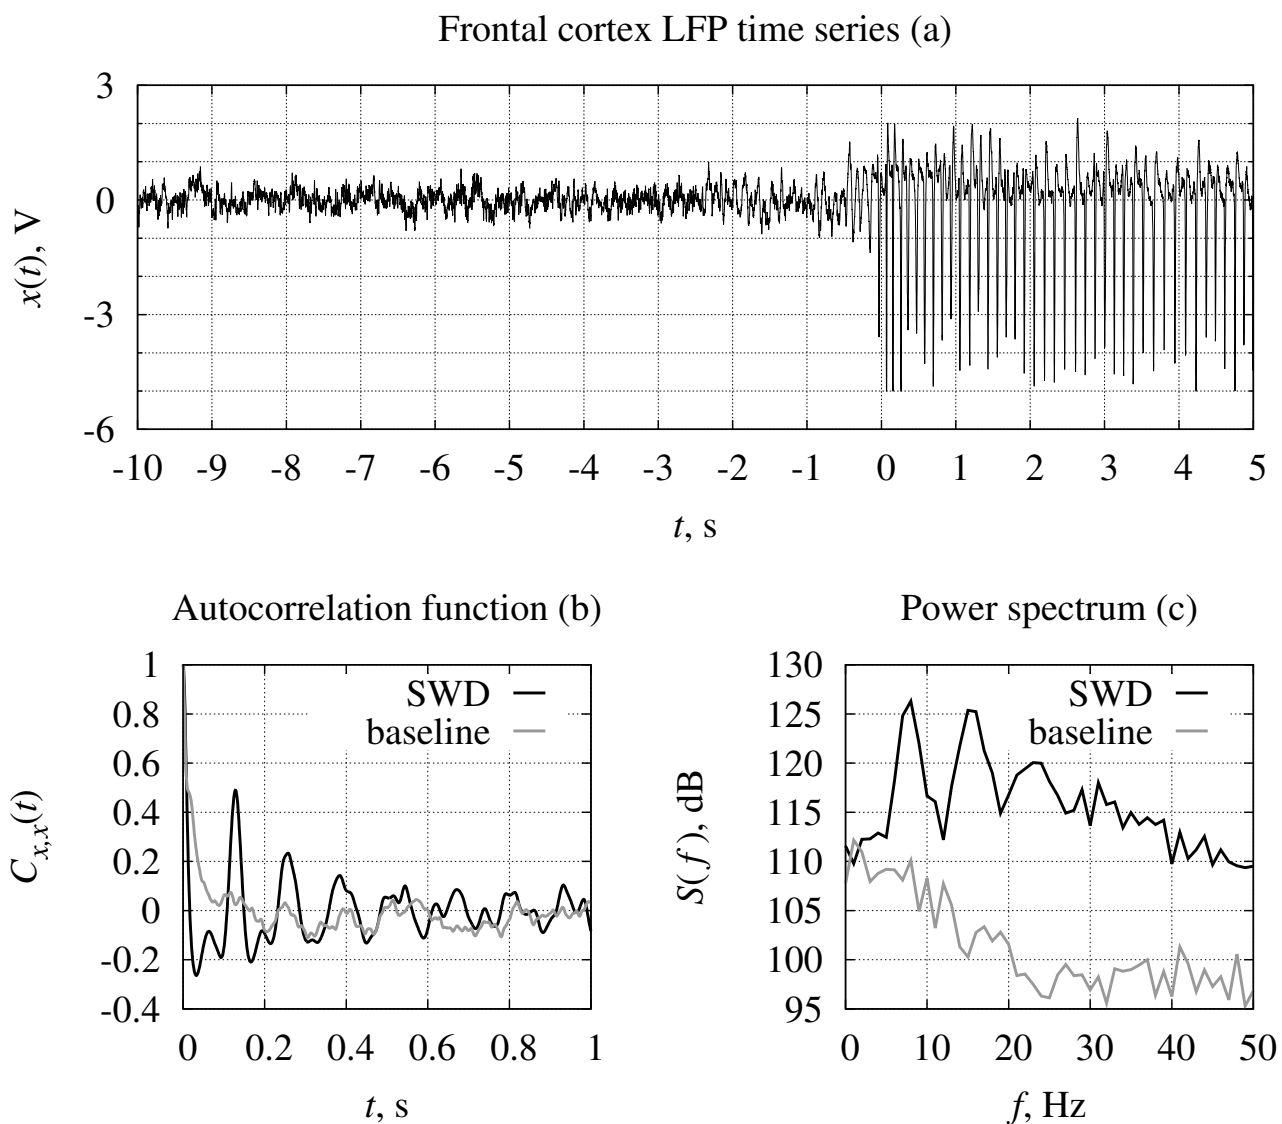 Frontal cortex LFP time series (a)
3
0
-3
-6
x(t), V
-10 -9 -8 -7 -6 -5 -4 -3 -2 -1 0 1 2 3 4 5
t, s
Autocorrelation function (b)
1
0.8
0.6
0.4
0.2
0
-0.2
-0.4
C_{x,x}(t)
SWD
baseline
0 0.2 0.4 0.6 0.8 1
t, s
Power spectrum (c)
130
125
120
115
110
105
100
95
S(f), dB
SWD
baseline
0 10 20 30 40 50
f, Hz